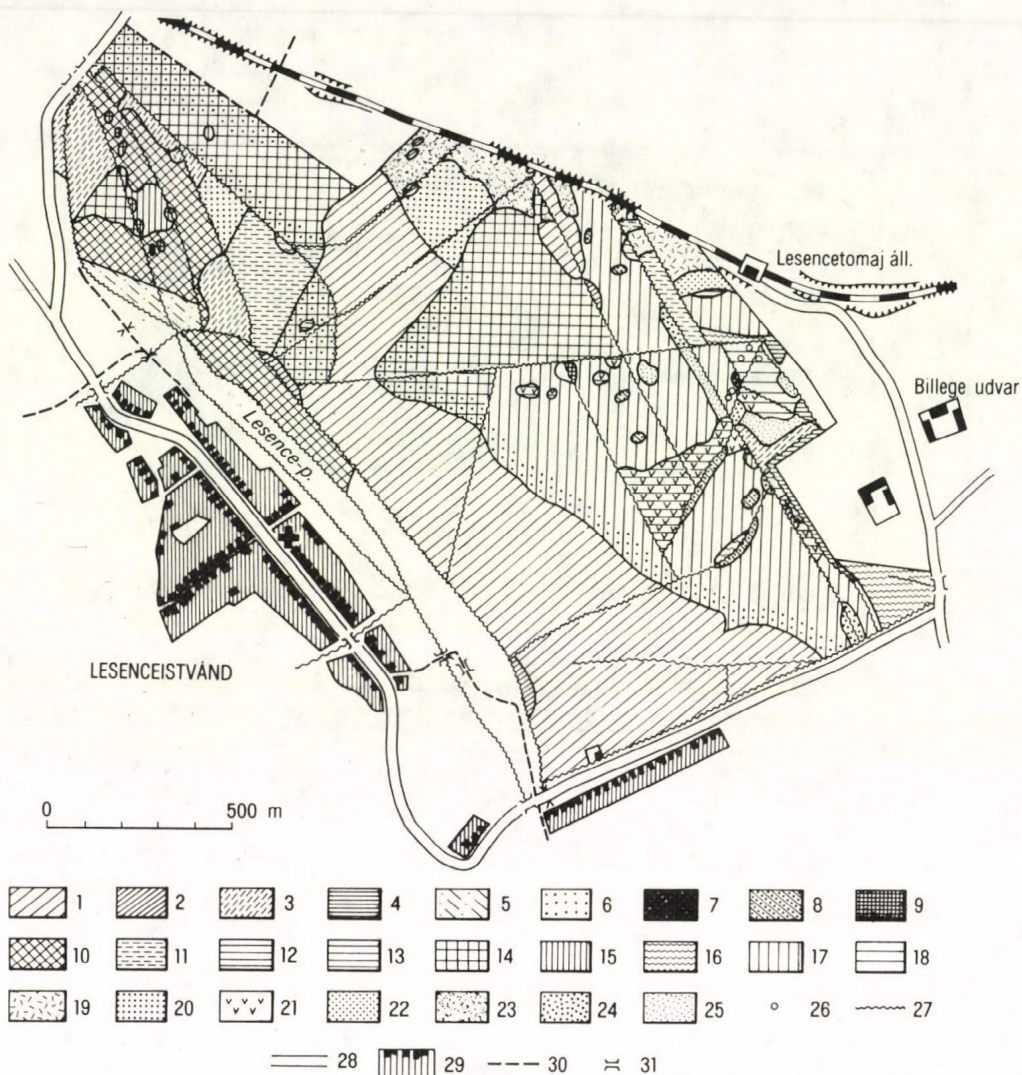 Lesencetomaj áll.
Billege udvar
Lesence-p.
LESENCEISTVÁND
0 500 m
1 2 3 4 5 6 7 8 9
10 11 12 13 14 15 16 17 18
19 20 21 22 23 24 25 26 27
28 29 30 31